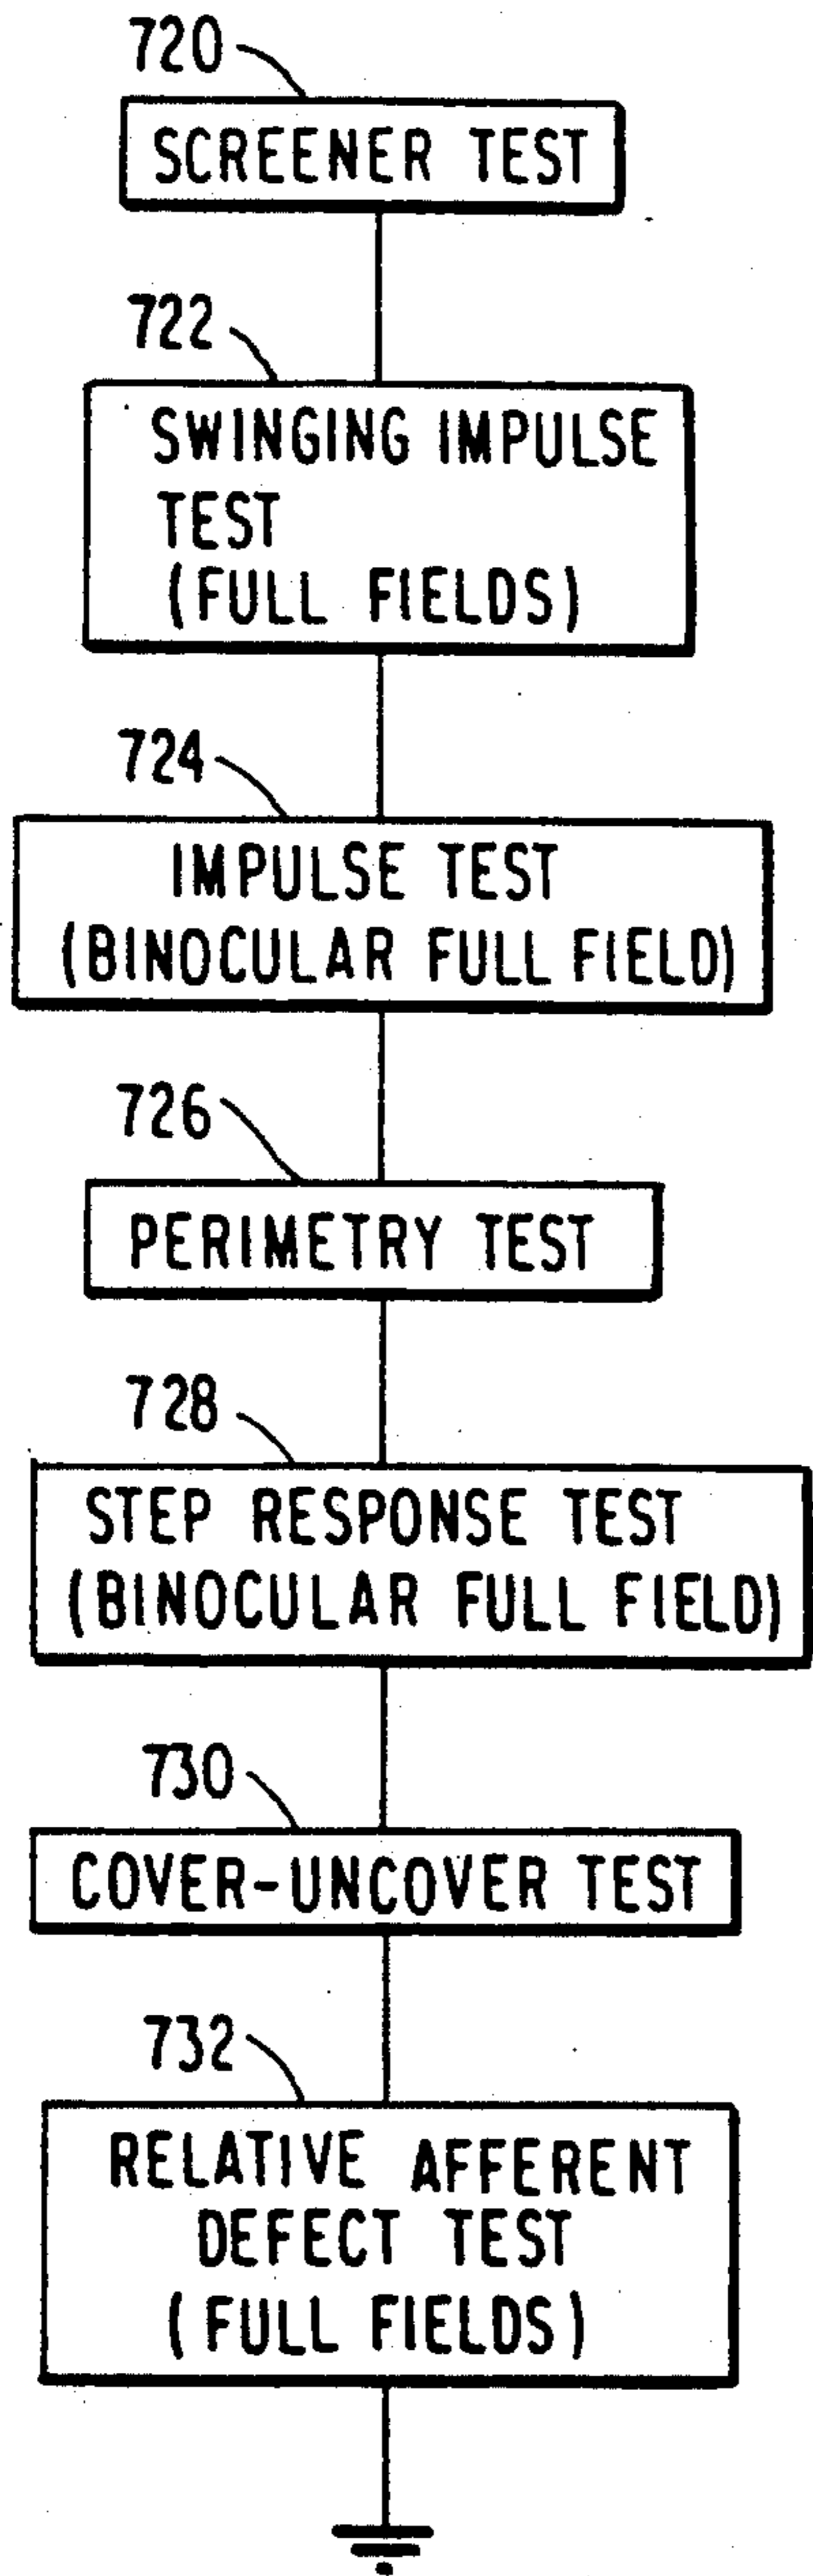 720
SCREENER TEST
722
SWINGING IMPULSE
TEST
(FULL FIELDS)
724
IMPULSE TEST
(BINOCULAR FULL FIELD)
726
PERIMETRY TEST
728
STEP RESPONSE TEST
(BINOCULAR FULL FIELD)
730
COVER-UNCOVER TEST
732
RELATIVE AFFERENT
DEFECT TEST
(FULL FIELDS)